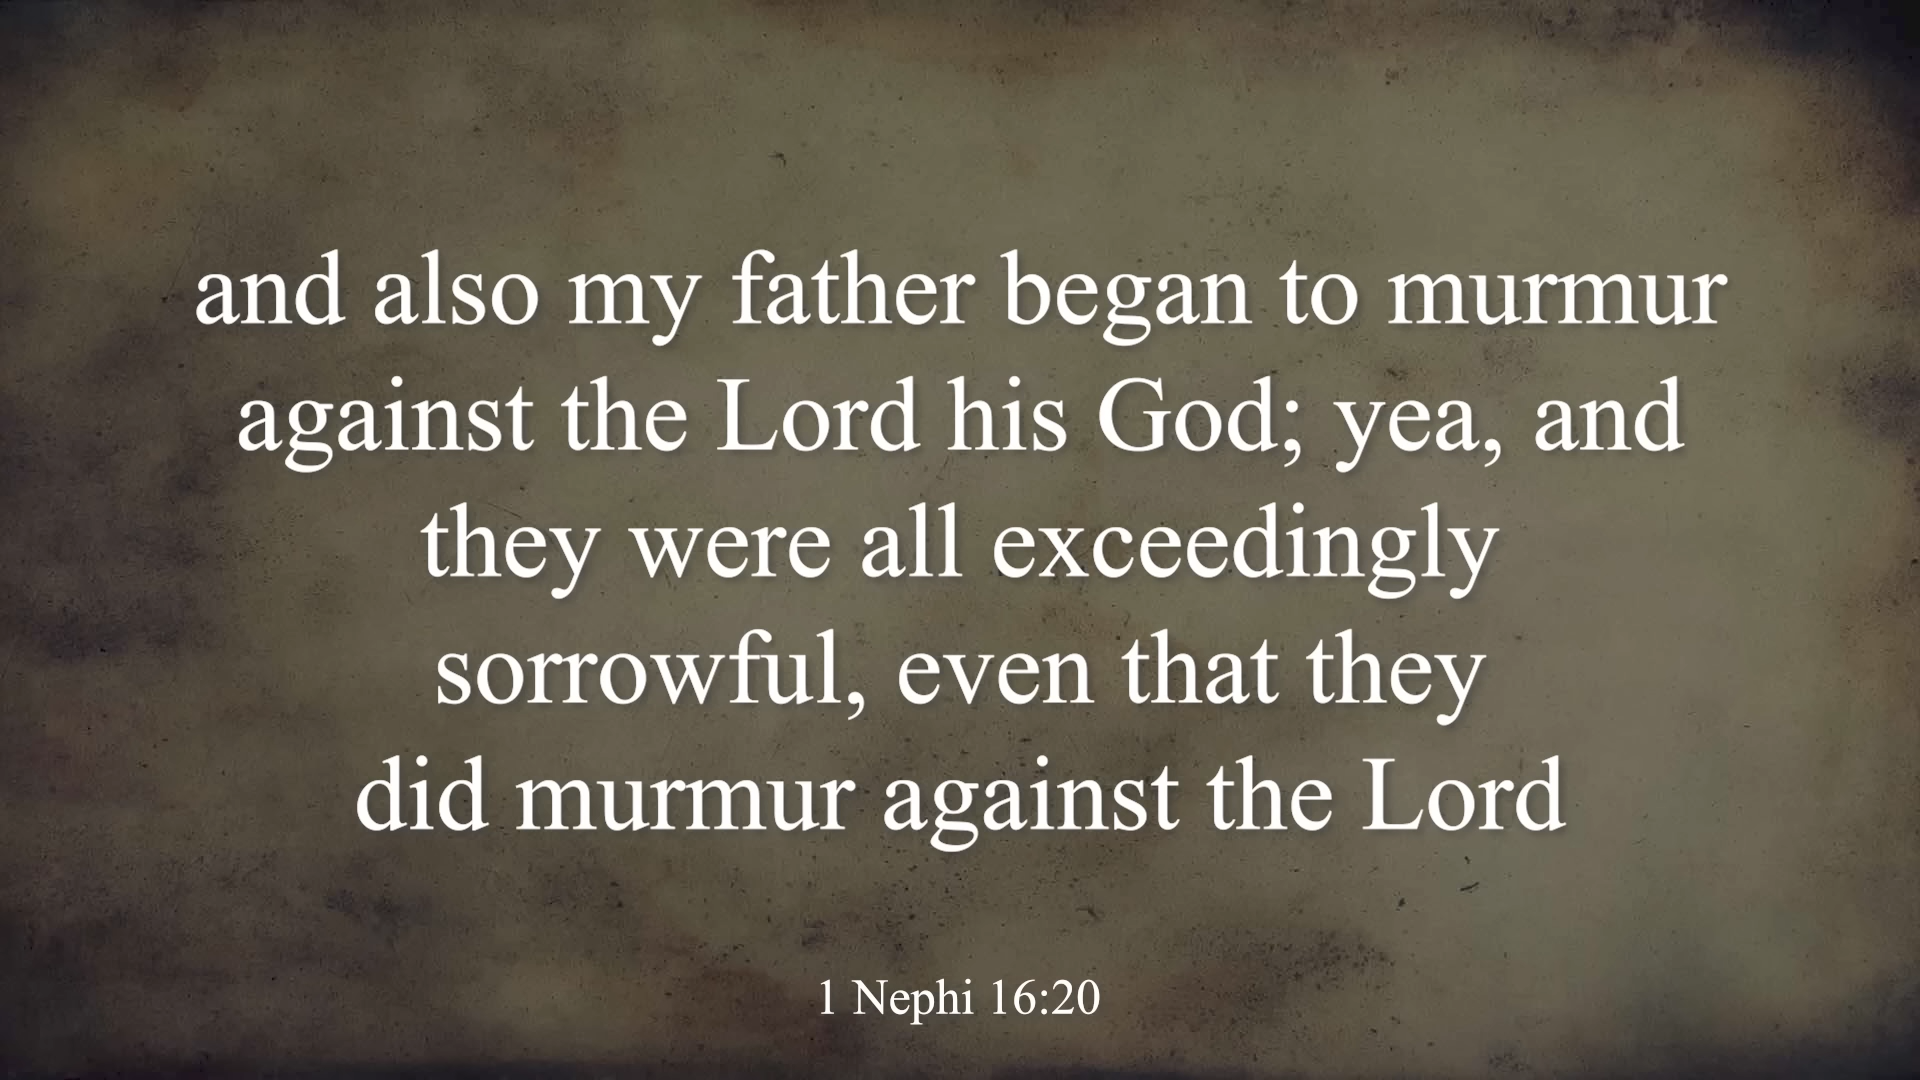 and also my father began to murmur
against the Lord his God; yea, and
they were all exceedingly
sorrowful, even that they
did murmur against the Lord
1 Nephi 16:20